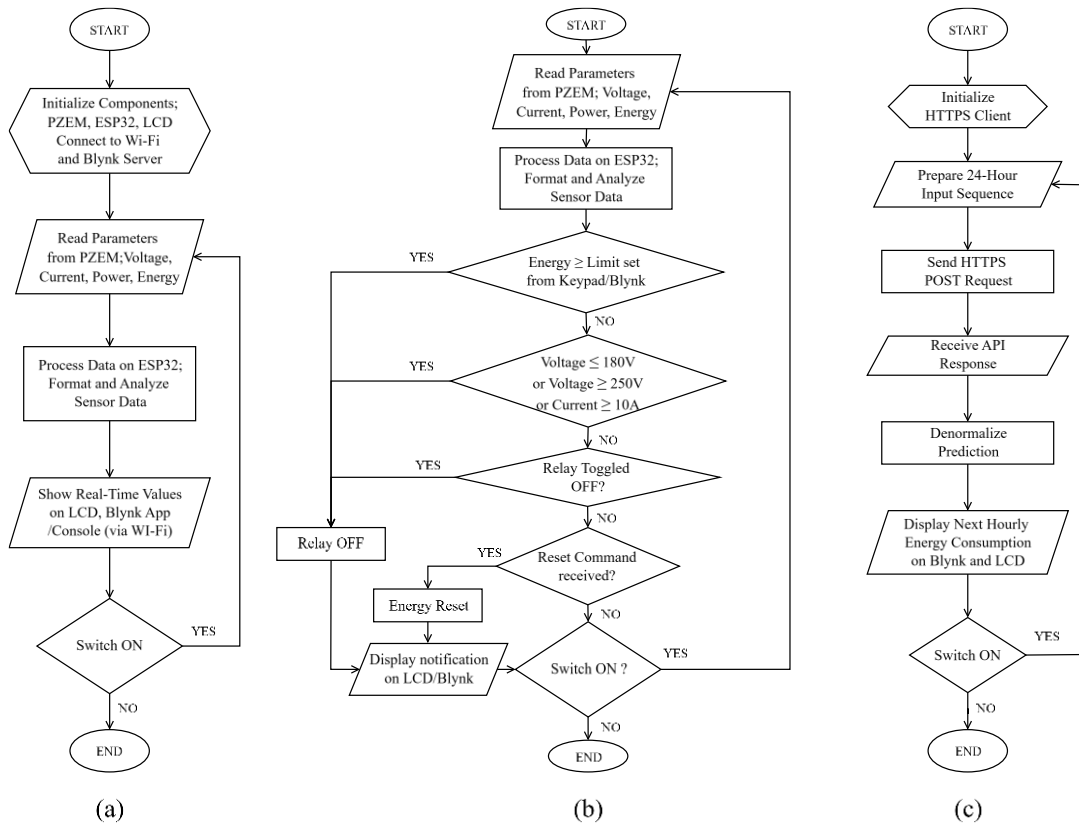 START
Initialize Components;
PZEM, ESP32, LCD
Connect to Wi-Fi
and Blynk Server
Read Parameters
from PZEM;Voltage,
Current, Power, Energy
Process Data on ESP32;
Format and Analyze
Sensor Data
Show Real-Time Values
on LCD, Blynk App
/Console (via WI-Fi)
Switch ON
YES
NO
END
(a)
START
Read Parameters
from PZEM; Voltage,
Current, Power, Energy
Process Data on ESP32;
Format and Analyze
Sensor Data
YES
Energy ≥ Limit set
from Keypad/Blynk
NO
YES
Voltage ≤ 180V
or Voltage ≥ 250V
or Current ≥ 10A
NO
YES
Relay Toggled
OFF?
NO
Relay OFF
YES
Reset Command
received?
Energy Reset
NO
Display notification
on LCD/Blynk
Switch ON ?
YES
NO
END
(b)
START
Initialize
HTTPS Client
Prepare 24-Hour
Input Sequence
Send HTTPS
POST Request
Receive API
Response
Denormalize
Prediction
Display Next Hourly
Energy Consumption
on Blynk and LCD
Switch ON
YES
NO
END
(c)